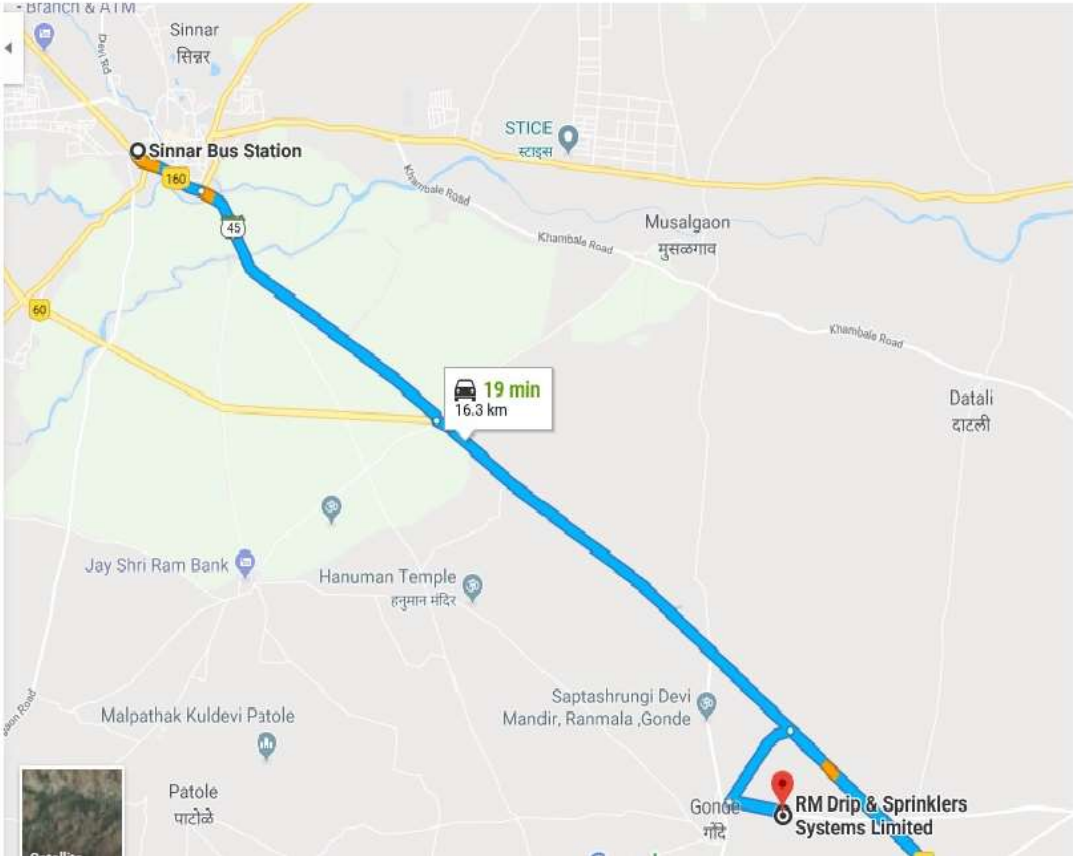 - Branch & ATM
Devi Rd
Sinnar
सिन्नर
Sinnar Bus Station
160
STICE
स्टाइस
45
Khambale Road
Musalgaon
मुसळगाव
Khambale Road
60
Khambale Road
19 min
16.3 km
Datali
दाटली
Jay Shri Ram Bank
Hanuman Temple
हनुमान मंदिर
Saptashrungi Devi
Mandir, Ranmala ,Gonde
Malpathak Kuldevi Patole
Patole
पाटोळे
Gonde
गोंदे
RM Drip & Sprinklers
Systems Limited